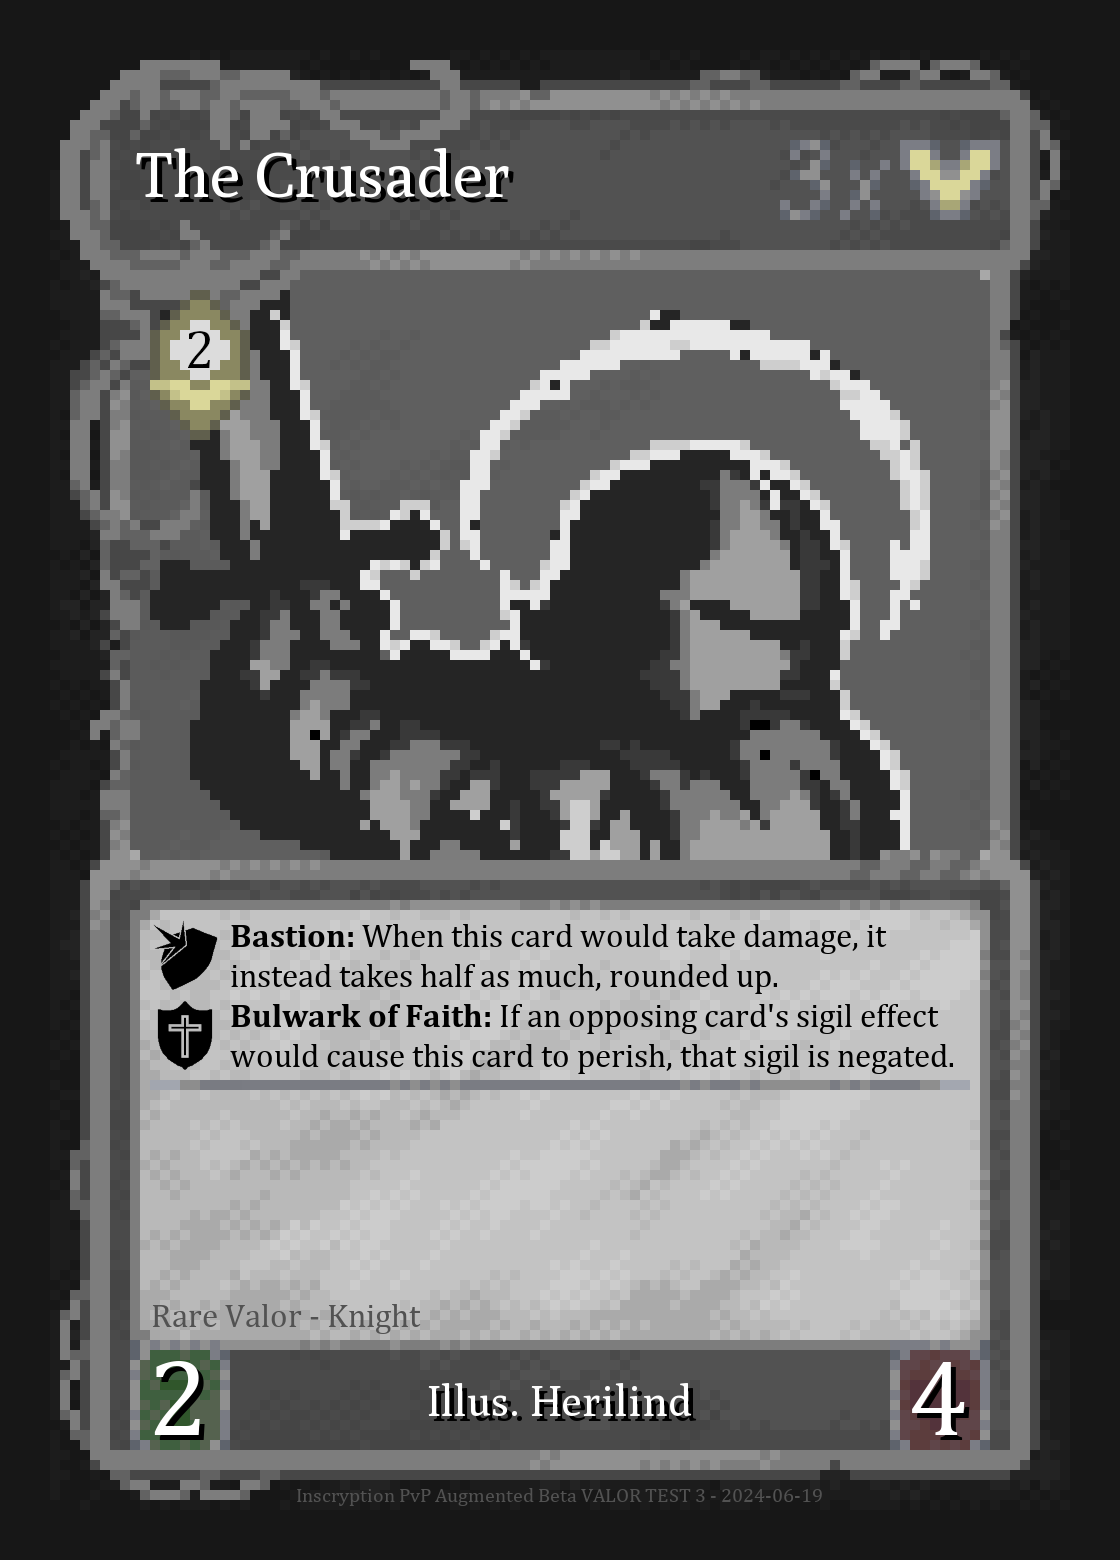 The Crusader 3x
2
Bastion: When this card would take damage, it
instead takes half as much, rounded up.
Bulwark of Faith: If an opposing card's sigil effect
would cause this card to perish, that sigil is negated.
Rare Valor - Knight
2 Illus. Herilind 4
Inscryption PvP Augmented Beta VALOR TEST 3 - 2024-06-19